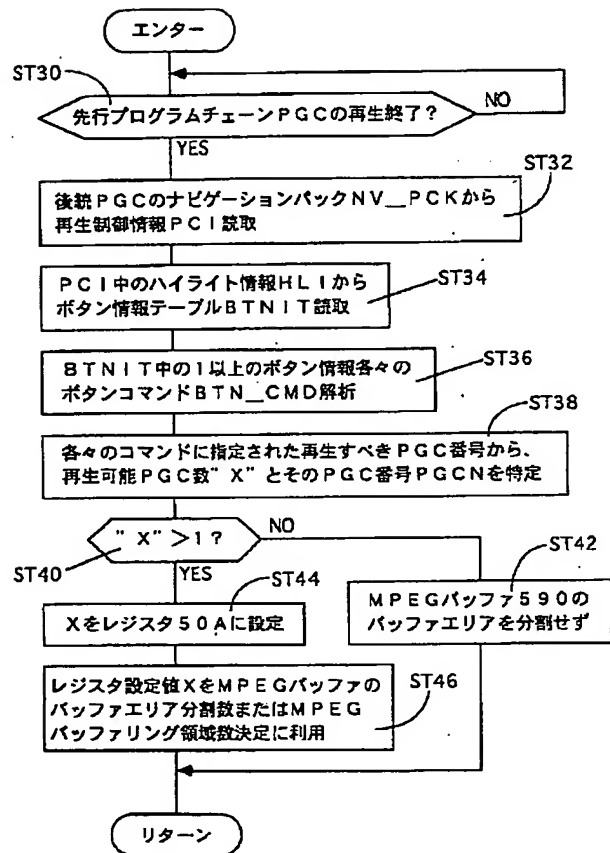 エンター
ST30
先行プログラムチェーンPGCの再生終了?
NO
YES
ST32
後続PGCのナビゲーションパックNV__PCKから
再生制御情報PCI読取
ST34
PCI中のハイライト情報HLIから
ボタン情報テーブルBTNIT読取
ST36
BTNIT中の1以上のボタン情報各々の
ボタンコマンドBTN__CMD解析
ST38
各々のコマンドに指定された再生すべきPGC番号から、
再生可能PGC数"X"とそのPGC番号PGCNを特定
"X">1?
NO
ST40
YES
ST42
MPEGバッファ590の
バッファエリアを分割せず
ST44
Xをレジスタ50Aに設定
ST46
レジスタ設定値XをMPEGバッファの
バッファエリア分割数またはMPEG
バッファリング領域数決定に利用
リターン